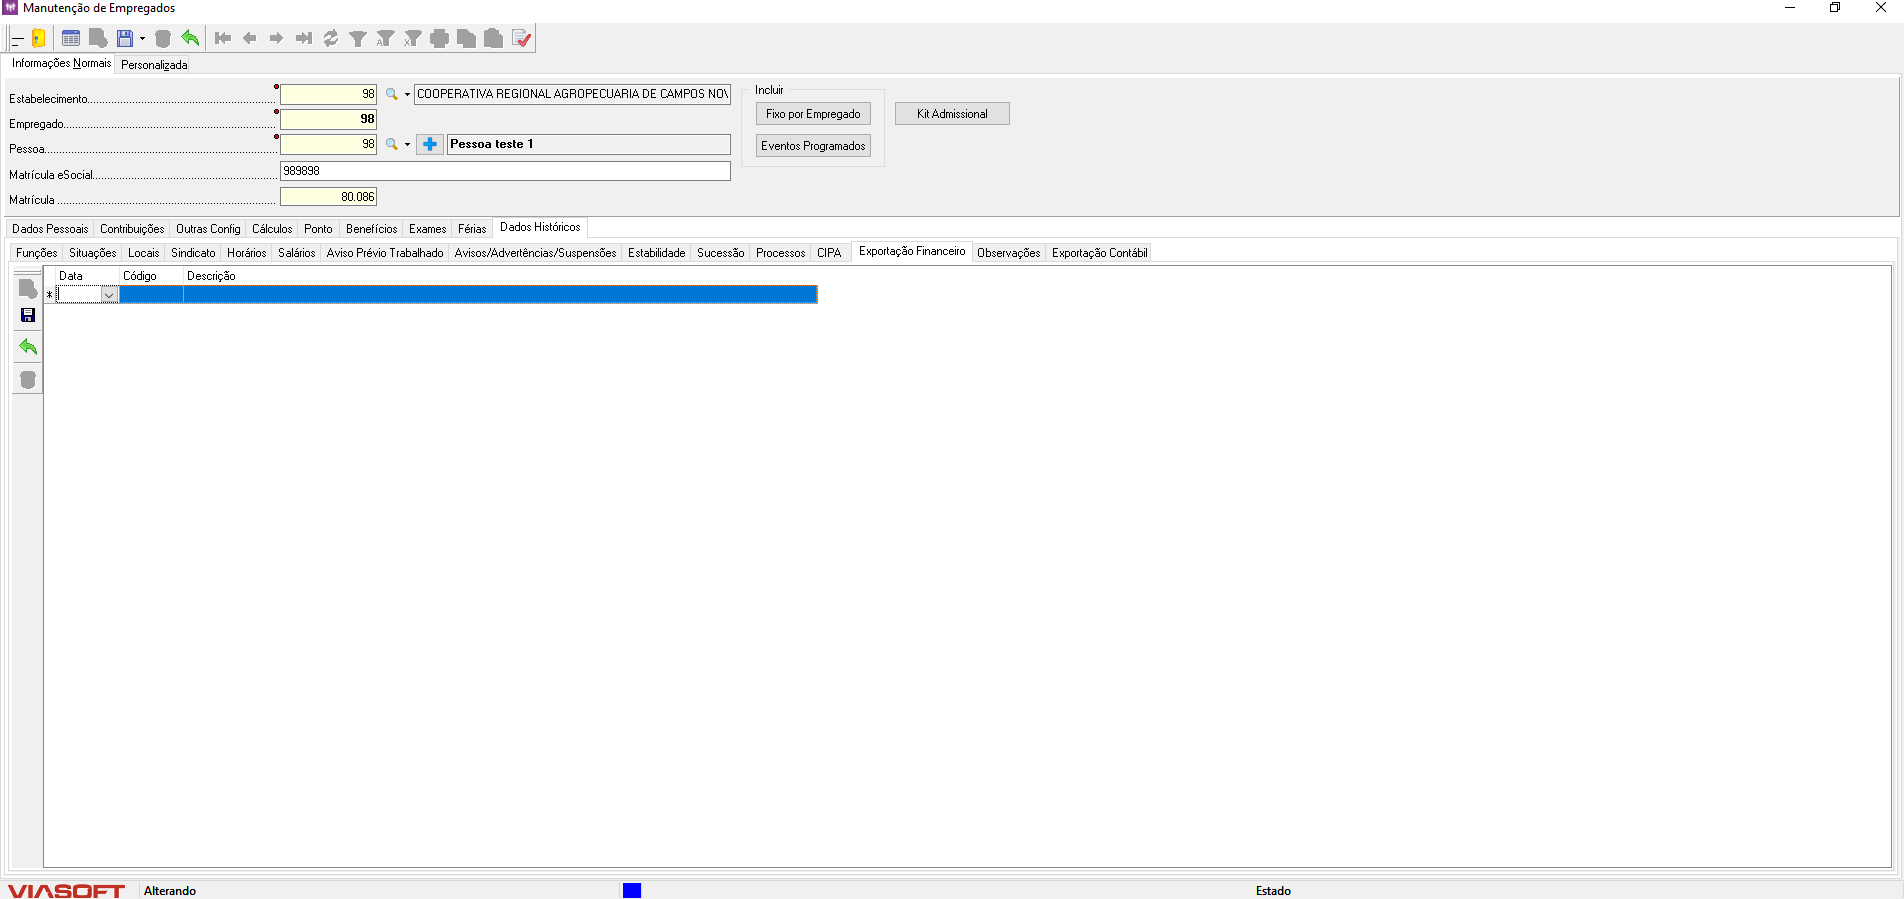 Manutenção de Empregados
Informações Normais Personalizada
Estabelecimento 98 COOPERATIVA REGIONAL AGROPECUARIA DE CAMPOS NOV
Empregado 98
Pessoa 98 Pessoa teste 1
Matrícula eSocial 989898
Matrícula 80.086
Incluir
Fixo por Empregado
Eventos Programados
Kit Admissional
Dados Pessoais Contribuições Outras Config Cálculos Ponto Benefícios Exames Férias Dados Históricos
Funções Situações Locais Sindicato Horários Salários Aviso Prévio Trabalhado Avisos/Advertências/Suspensões Estabilidade Sucessão Processos CIPA Exportação Financeiro Observações Exportação Contábil
Data Código Descrição
*
VIASOFT Alterando Estado